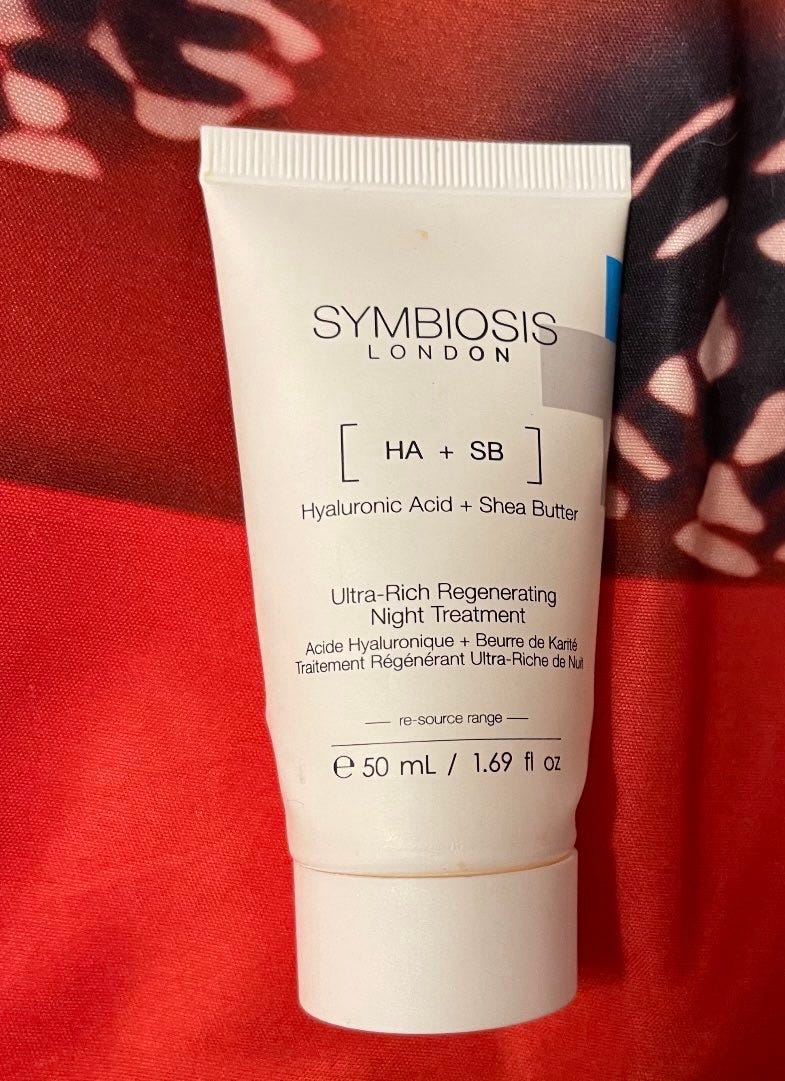 SYMBIOSIS
LONDON
[ HA + SB ]
Hyaluronic Acid + Shea Butter
Ultra-Rich Regenerating
Night Treatment
Acide Hyaluronique + Beurre de Karité
Traitement Régénérant Ultra-Riche de Nuit
— re-source range —
℮ 50 mL / 1.69 fl oz